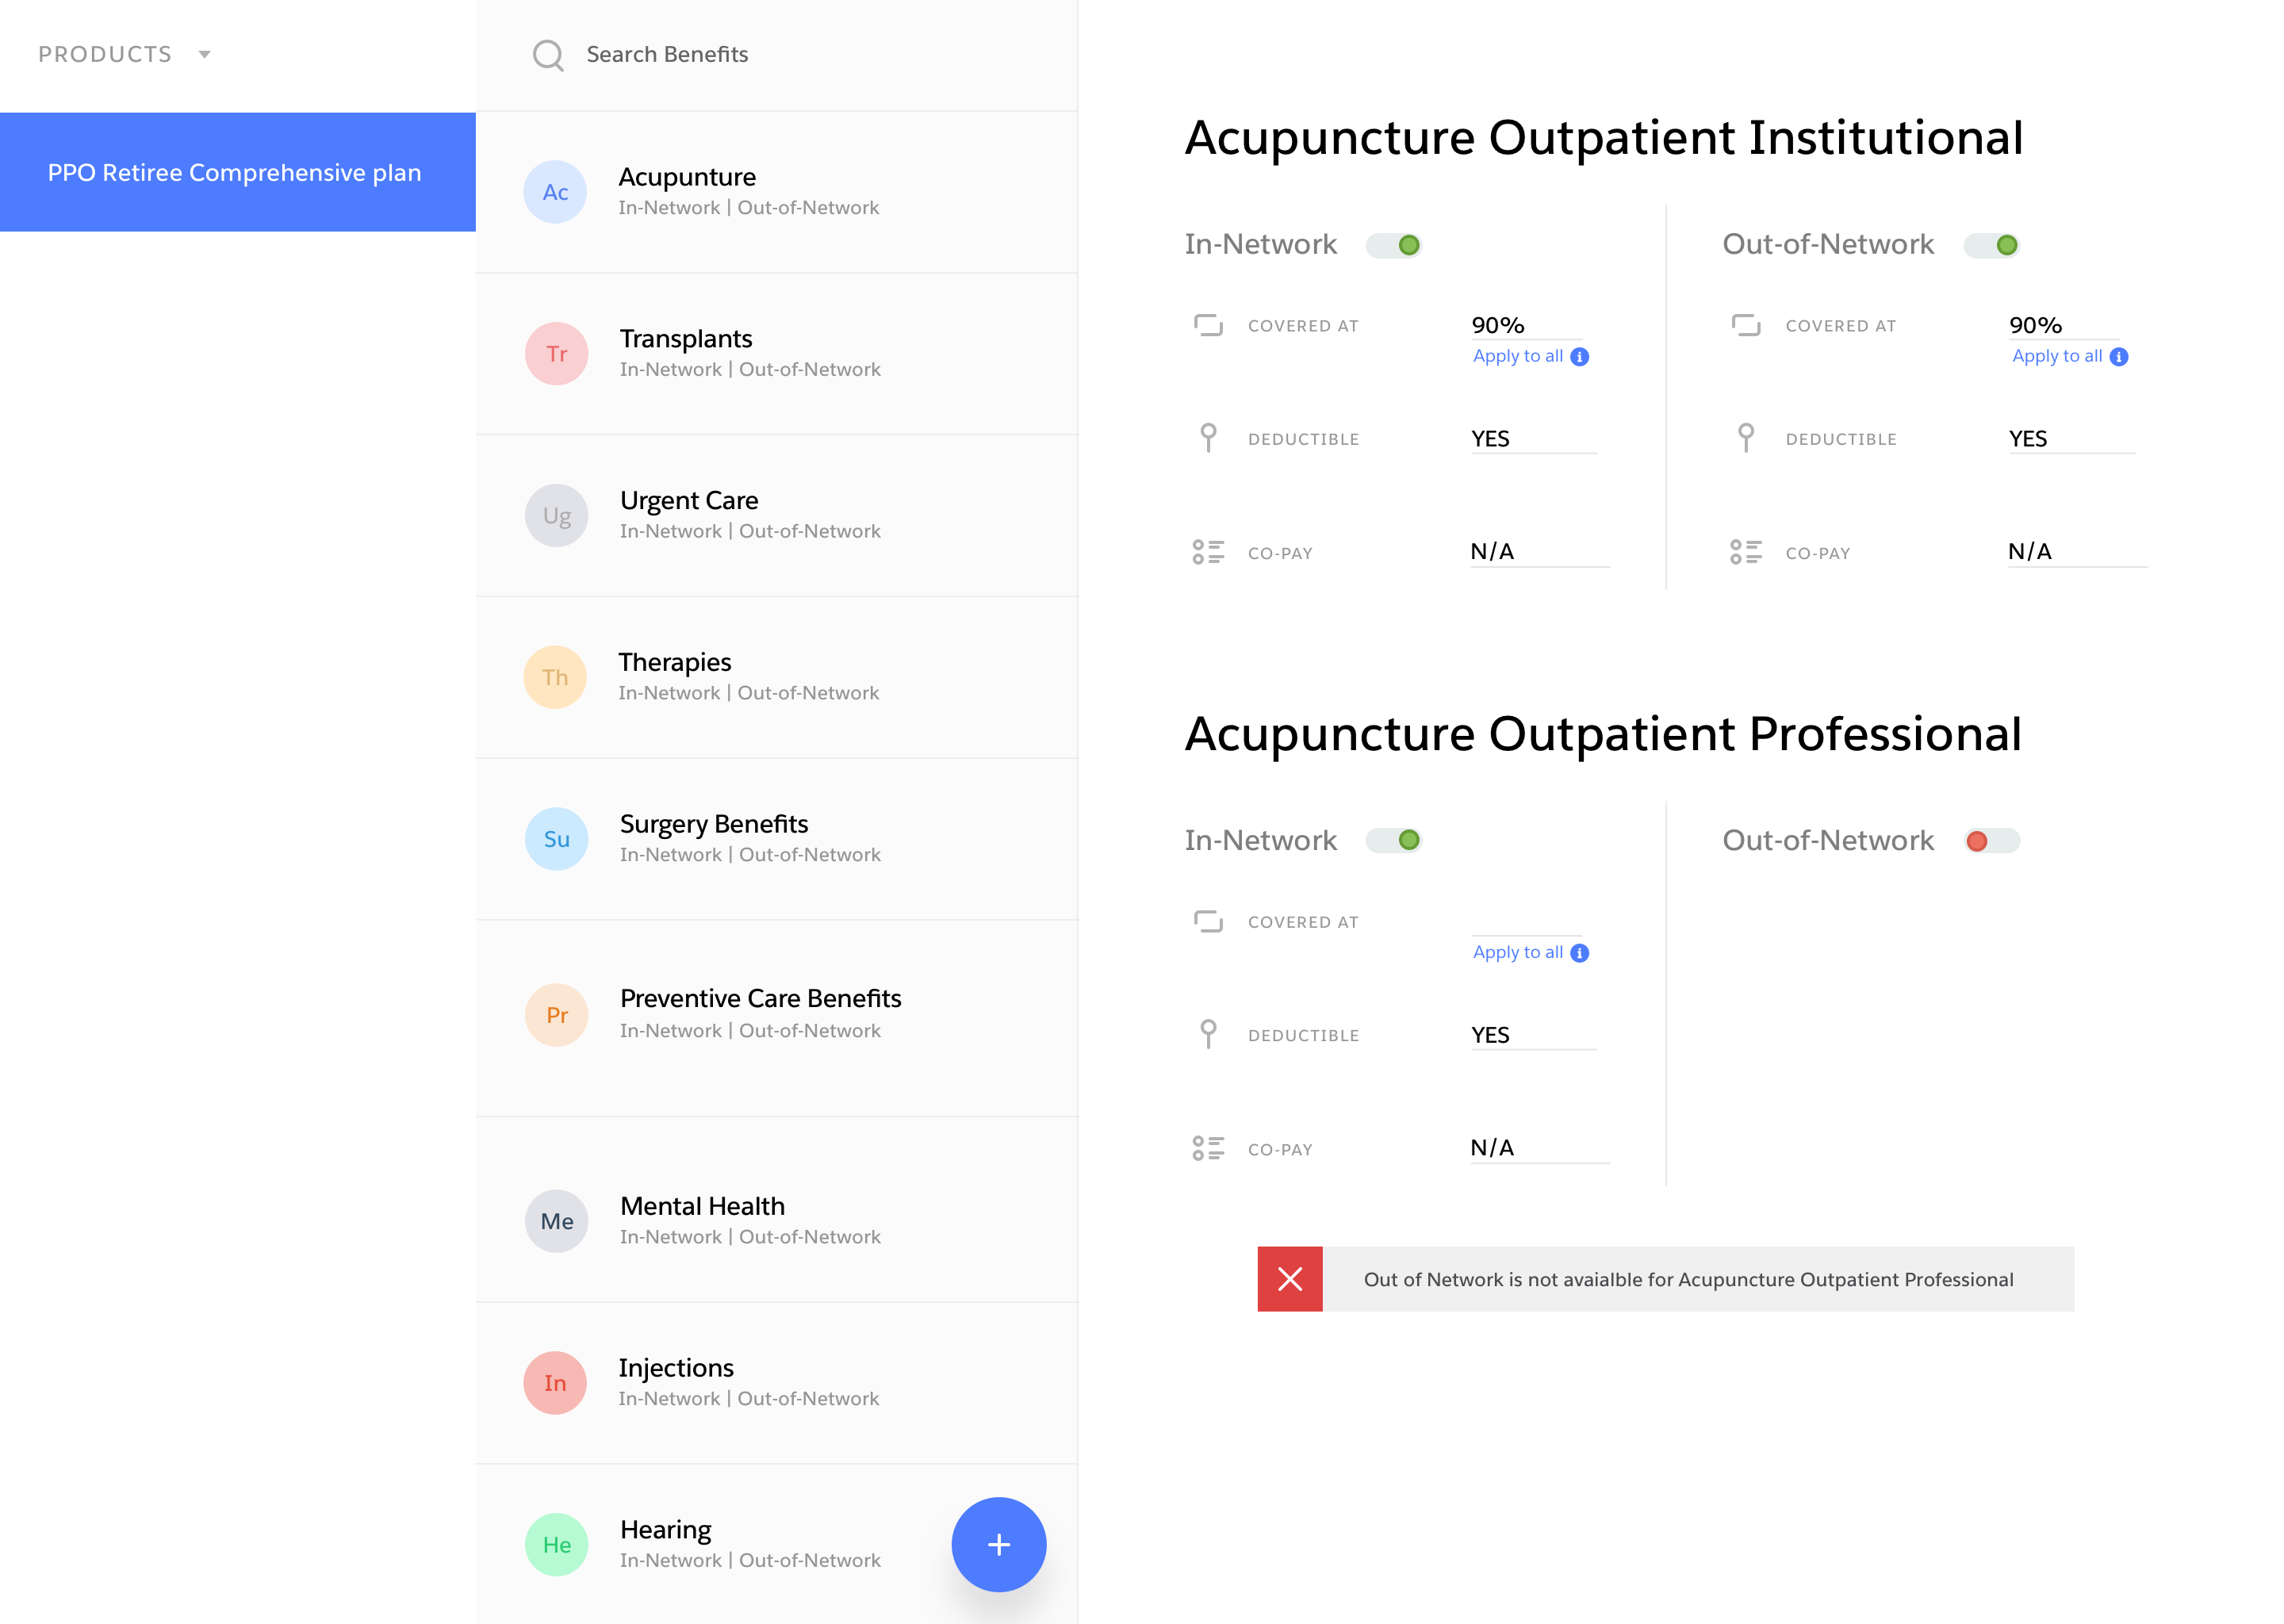 PRODUCTS
PPO Retiree Comprehensive plan
Search Benefits
Ac
Acupunture
In-Network | Out-of-Network
Tr
Transplants
In-Network | Out-of-Network
Ug
Urgent Care
In-Network | Out-of-Network
Th
Therapies
In-Network | Out-of-Network
Su
Surgery Benefits
In-Network | Out-of-Network
Pr
Preventive Care Benefits
In-Network | Out-of-Network
Me
Mental Health
In-Network | Out-of-Network
In
Injections
In-Network | Out-of-Network
He
Hearing
In-Network | Out-of-Network
Acupuncture Outpatient Institutional
In-Network
COVERED AT 90%
Apply to all
DEDUCTIBLE YES
CO-PAY N/A
Out-of-Network
COVERED AT 90%
Apply to all
DEDUCTIBLE YES
CO-PAY N/A
Acupuncture Outpatient Professional
In-Network
COVERED AT
Apply to all
DEDUCTIBLE YES
CO-PAY N/A
Out-of-Network
Out of Network is not avaialble for Acupuncture Outpatient Professional